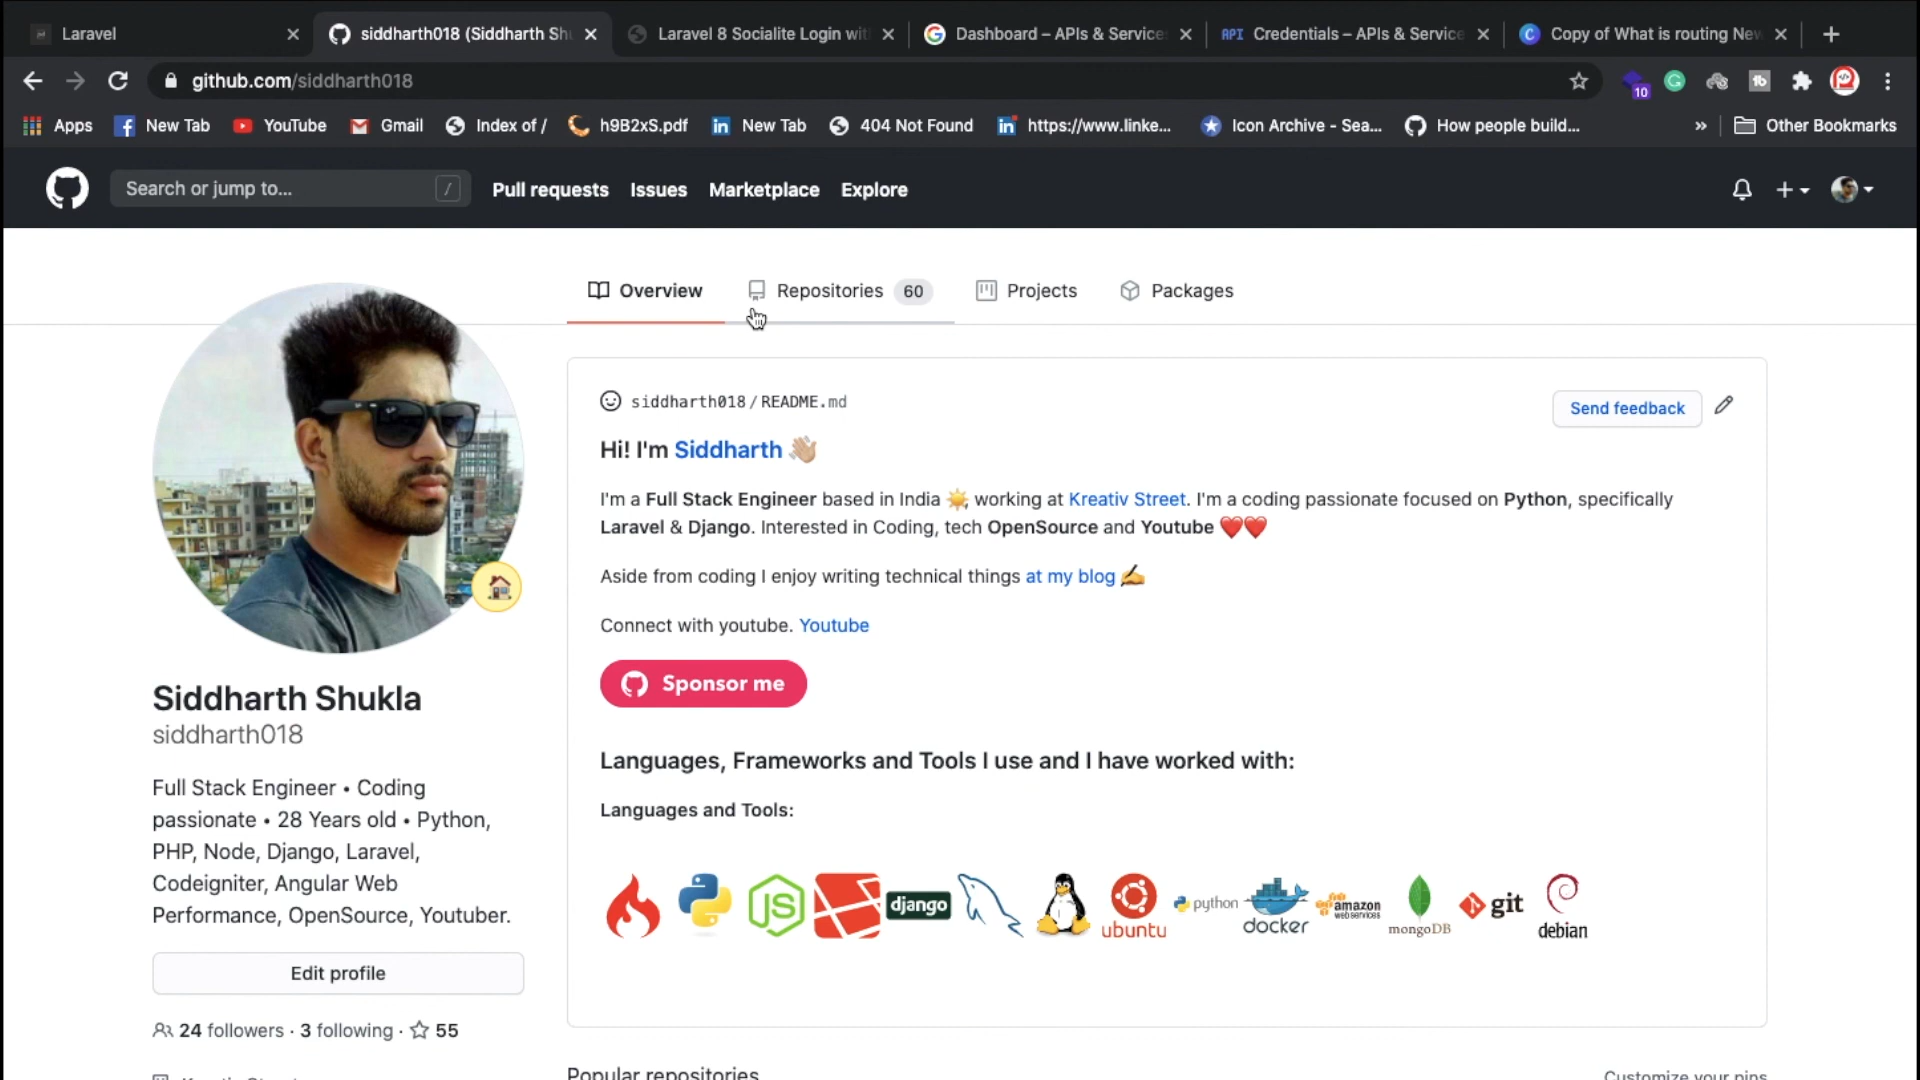 Laravel
siddharth018 (Siddharth Sh
Laravel 8 Socialite Login wit
Dashboard – APIs & Service
API Credentials – APIs & Service
Copy of What is routing Nev
github.com/siddharth018
10
Apps
New Tab
YouTube
Gmail
Index of /
h9B2xS.pdf
New Tab
404 Not Found
https://www.linke...
Icon Archive - Sea...
How people build...
Other Bookmarks
Search or jump to...
/
Pull requests
Issues
Marketplace
Explore
Overview
Repositories 60
Projects
Packages
siddharth018 / README.md
Send feedback
Hi! I'm Siddharth 👋🏼
I'm a Full Stack Engineer based in India ☀️, working at Kreativ Street. I'm a coding passionate focused on Python, specifically
Laravel & Django. Interested in Coding, tech OpenSource and Youtube ❤️❤️
Aside from coding I enjoy writing technical things at my blog ✍️
Connect with youtube. Youtube
Sponsor me
Languages, Frameworks and Tools I use and I have worked with:
Languages and Tools:
JS
django
ubuntu
python
docker
amazon
web services
mongoDB
git
debian
Siddharth Shukla
siddharth018
Full Stack Engineer • Coding
passionate • 28 Years old • Python,
PHP, Node, Django, Laravel,
Codeigniter, Angular Web
Performance, OpenSource, Youtuber.
Edit profile
24 followers · 3 following · 55
Popular repositories
Customize your pins